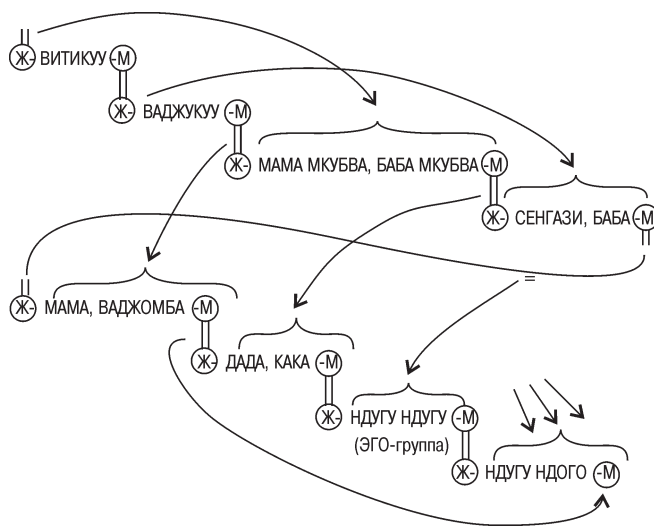 Ж- ВИТИКУУ -М
Ж- ВАДЖУКУУ -М
Ж- МАМА МКУБВА, БАБА МКУБВА -М
Ж- СЕНГАЗИ, БАБА -М
=
Ж- МАМА, ВАДЖОМБА -М
Ж- ДАДА, КАКА -М
Ж- НДУГУ НДУГУ -М
(ЭГО-группа)
Ж- НДУГУ НДОГО -М